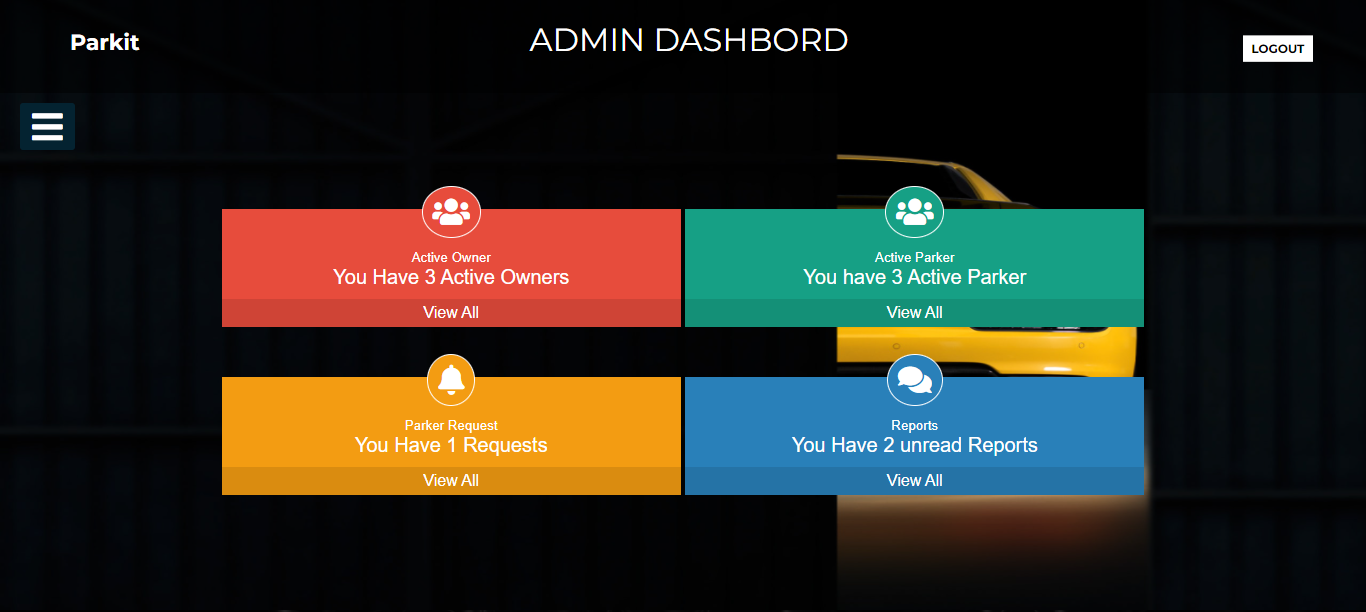 Parkit
ADMIN DASHBORD
LOGOUT
Active Owner
You Have 3 Active Owners
View All
Active Parker
You have 3 Active Parker
View All
Parker Request
You Have 1 Requests
View All
Reports
You Have 2 unread Reports
View All